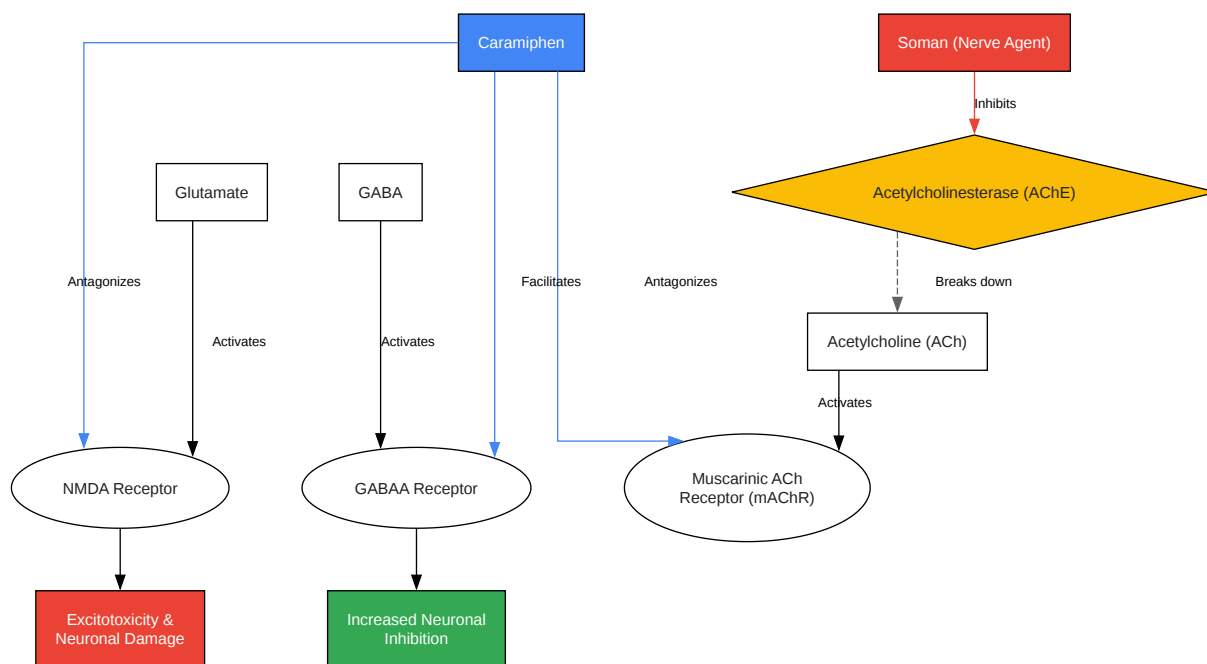 Caramiphen
Soman (Nerve Agent)
Inhibits
Glutamate
GABA
Acetylcholinesterase (AChE)
Antagonizes
Facilitates
Antagonizes
Breaks down
Activates
Activates
Acetylcholine (ACh)
Activates
NMDA Receptor
GABAA Receptor
Muscarinic ACh
Receptor (mAChR)
Excitotoxicity &
Neuronal Damage
Increased Neuronal
Inhibition